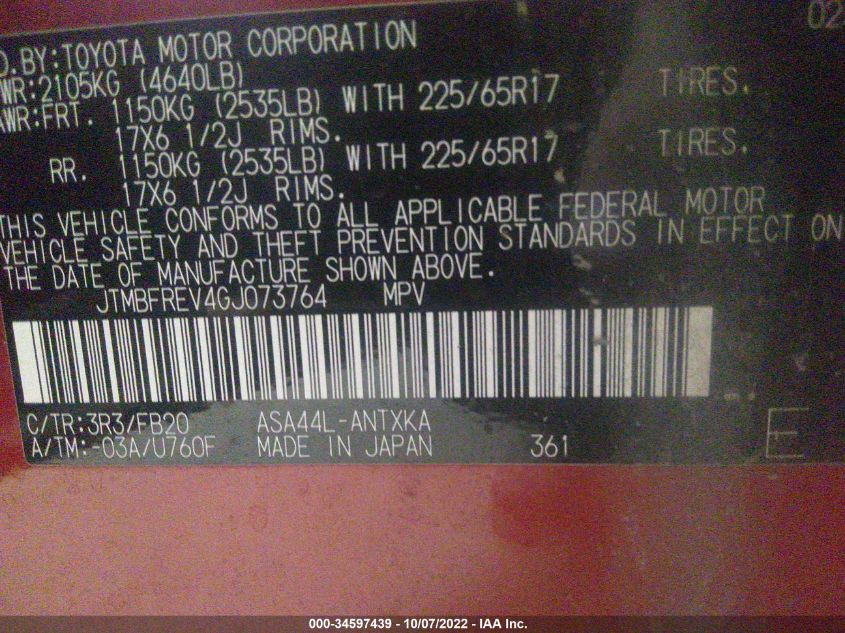 02
D.BY:TOYOTA MOTOR CORPORATION
WR:2105KG (4640LB)
AWR:FRT. 1150KG (2535LB) WITH 225/65R17 TIRES.
17X6 1/2J RIMS.
RR. 1150KG (2535LB) WITH 225/65R17 TIRES.
17X6 1/2J RIMS.
THIS VEHICLE CONFORMS TO ALL APPLICABLE FEDERAL MOTOR
VEHICLE SAFETY AND THEFT PREVENTION STANDARDS IN EFFECT ON
THE DATE OF MANUFACTURE SHOWN ABOVE.
JTMBFREV4GJ073764 MPV
C/TR:3R3/FB20 ASA44L-ANTXKA
A/TM:-03A/U760F MADE IN JAPAN 361 E
000-34597439 - 10/07/2022 - IAA Inc.